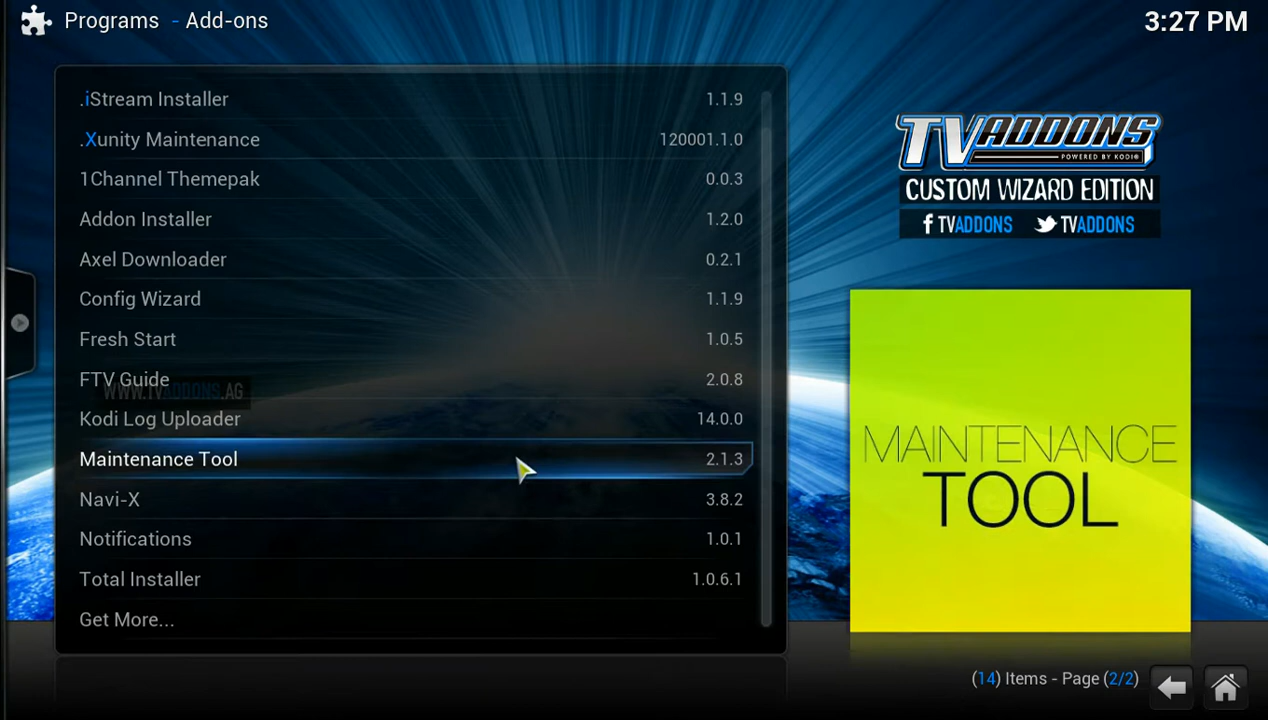 Programs - Add-ons
3:27 PM
.iStream Installer 1.1.9
.Xunity Maintenance 120001.1.0
1Channel Themepak 0.0.3
Addon Installer 1.2.0
Axel Downloader 0.2.1
Config Wizard 1.1.9
Fresh Start 1.0.5
FTV Guide 2.0.8
WWW.TVADDONS.AG
Kodi Log Uploader 14.0.0
Maintenance Tool 2.1.3
Navi-X 3.8.2
Notifications 1.0.1
Total Installer 1.0.6.1
Get More...
TVADDONS
POWERED BY KODI®
CUSTOM WIZARD EDITION
f TVADDONS TVADDONS
MAINTENANCE
TOOL
(14) Items - Page (2/2)